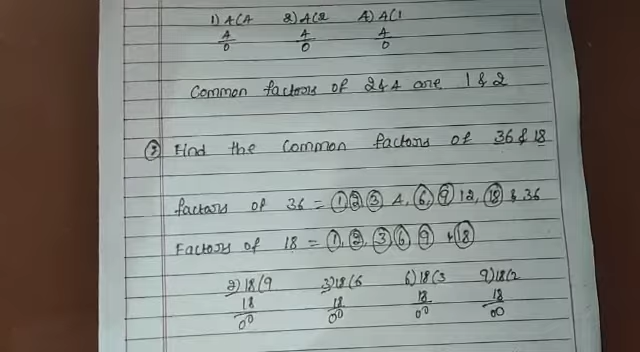 1) 4(4 2) 4(2 4) 4(1
4 4 4
0 0 0
Common factors of 2 & 4 are 1 & 2
② Find the Common factors of 36 & 18
factors of 36 = 1 2 3 4, 6, 9 12, 18 & 36
Factors of 18 = 1, 2, 3 6, 9 & 18
2) 18(9 3) 18(6 6) 18(3 9) 18(2
18 18 18 18
00 00 00 00